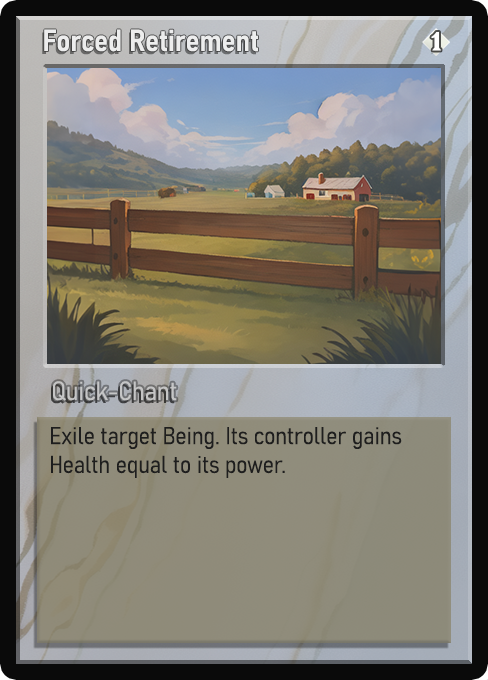 Forced Retirement
1
Quick-Chant
Exile target Being. Its controller gains
Health equal to its power.